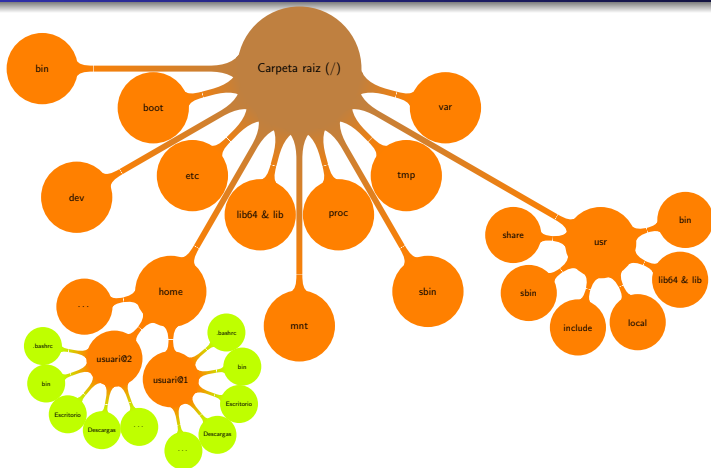 Carpeta raiz (/)
bin
boot
var
etc
tmp
dev
lib64 & lib
proc
usr
share
bin
sbin
lib64 & lib
include
local
home
. . .
mnt
sbin
usuari@2
.bashrc
bin
Escritorio
Descargas
. . .
usuari@1
.bashrc
bin
Escritorio
Descargas
. . .